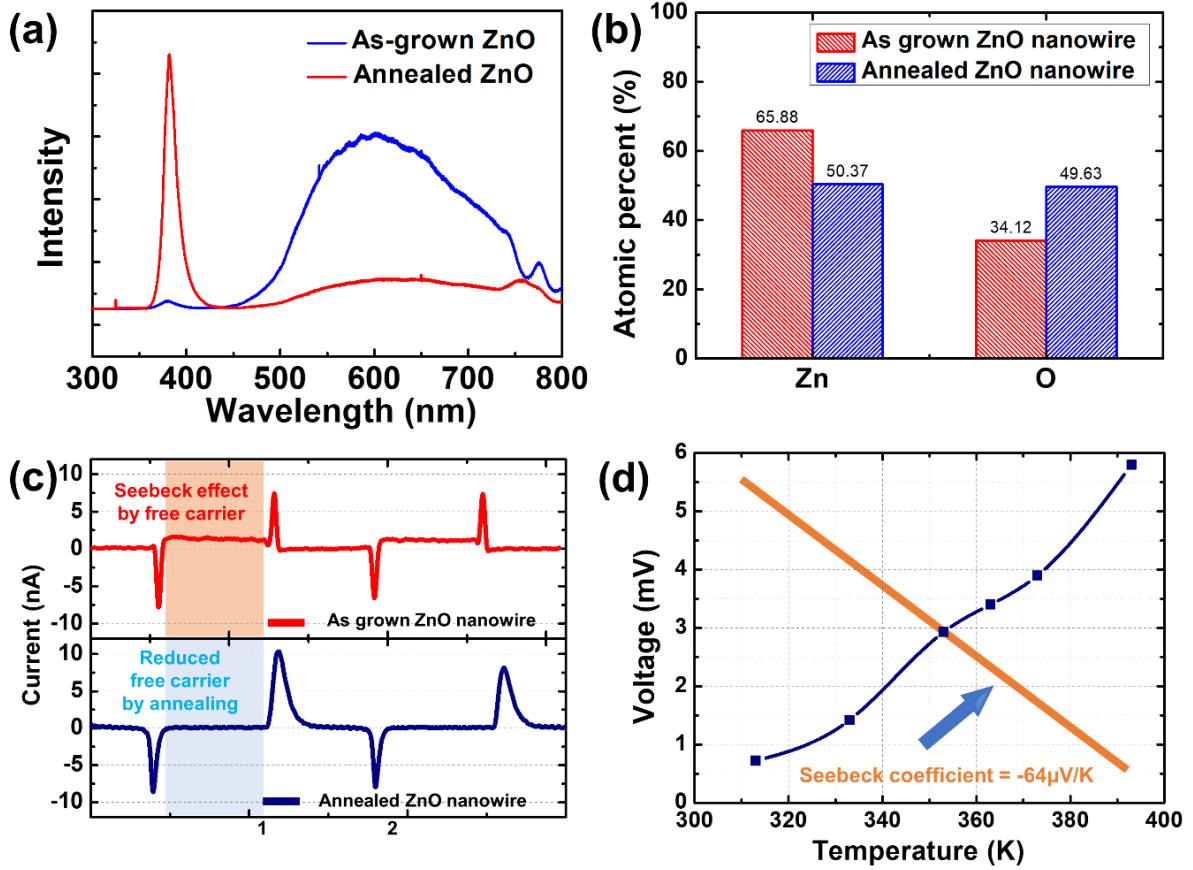 (a)
As-grown ZnO
Annealed ZnO
Intensity
300 400 500 600 700 800
Wavelength (nm)
(b)
As grown ZnO nanowire
Annealed ZnO nanowire
Atomic percent (%)
100
80
60
40
20
0
65.88
50.37
34.12
49.63
Zn O
(c)
Current (nA)
10
5
0
-5
-10
Seebeck effect
by free carrier
As grown ZnO nanowire
10
5
0
-5
-10
Reduced
free carrier
by annealing
Annealed ZnO nanowire
1 2
(d)
Voltage (mV)
6
5
4
3
2
1
0
Seebeck coefficient = -64μV/K
300 320 340 360 380 400
Temperature (K)